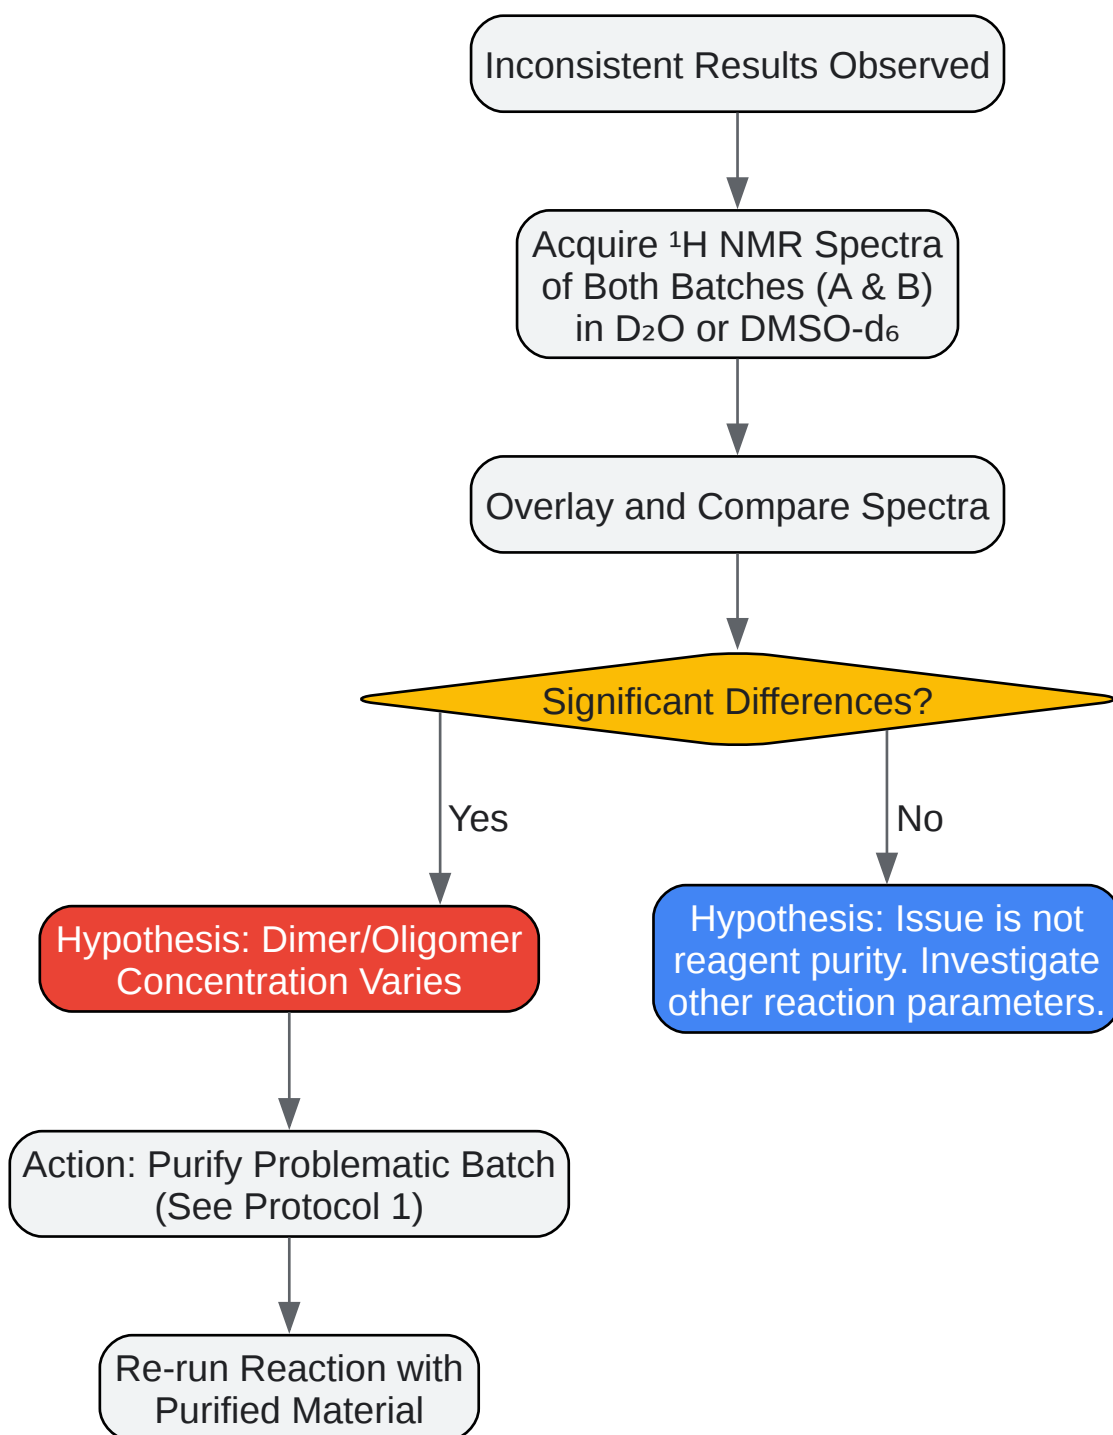 Inconsistent Results Observed
Acquire ¹H NMR Spectra
of Both Batches (A & B)
in D₂O or DMSO-d₆
Overlay and Compare Spectra
Significant Differences?
Yes
No
Hypothesis: Dimer/Oligomer
Concentration Varies
Hypothesis: Issue is not
reagent purity. Investigate
other reaction parameters.
Action: Purify Problematic Batch
(See Protocol 1)
Re-run Reaction with
Purified Material